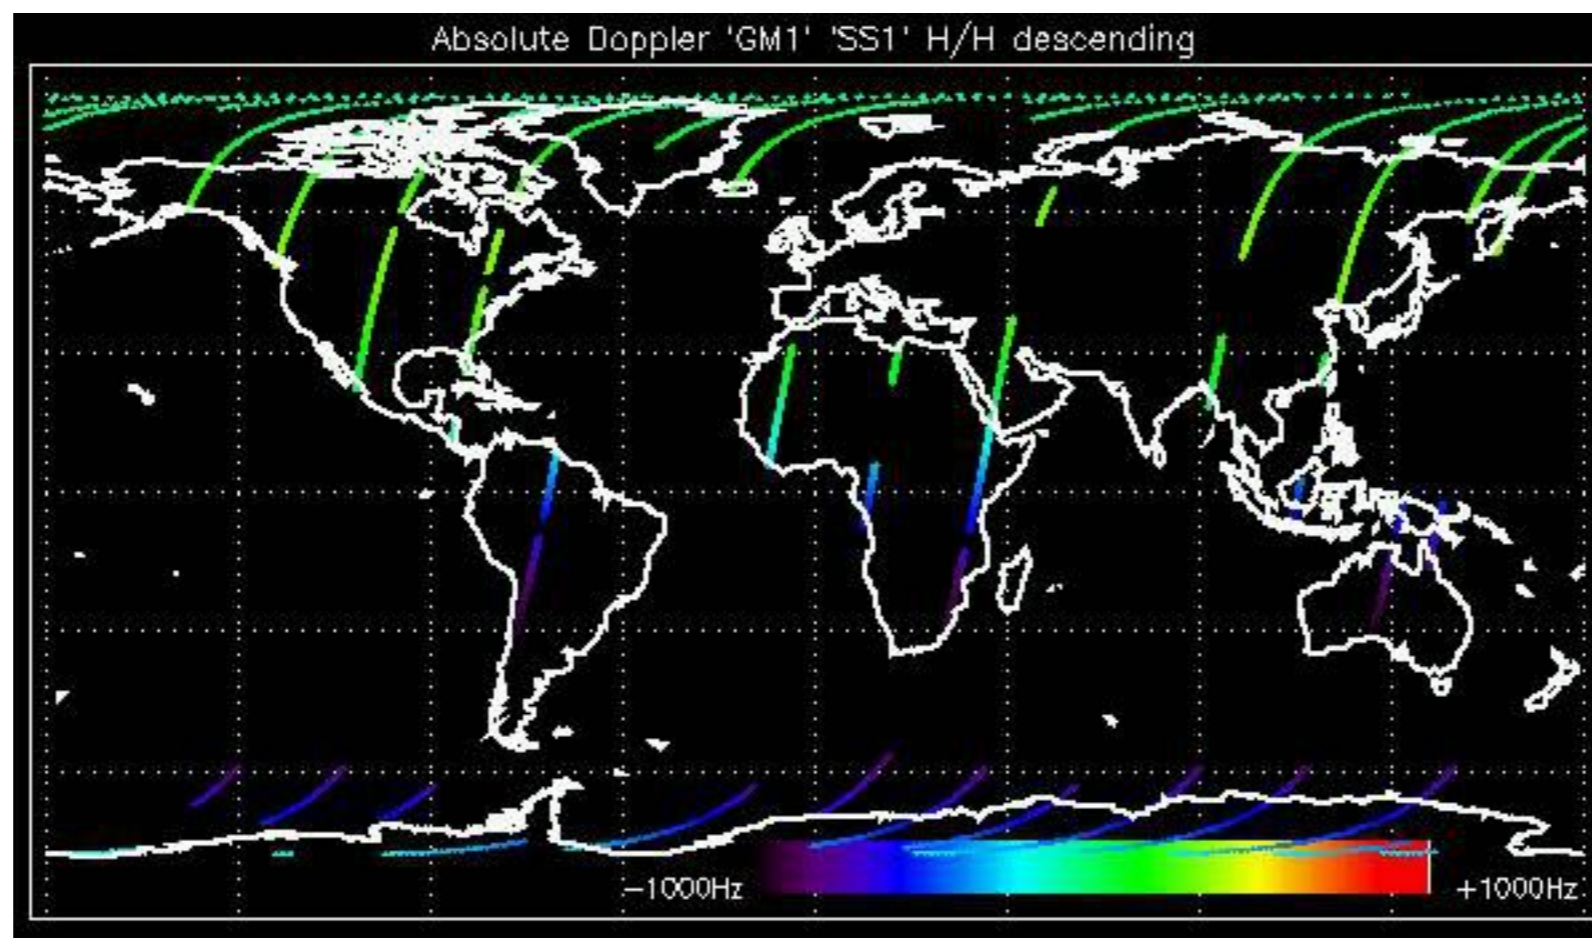 Absolute Doppler 'GM1' 'SS1' H/H descending
−1000Hz
+1000Hz